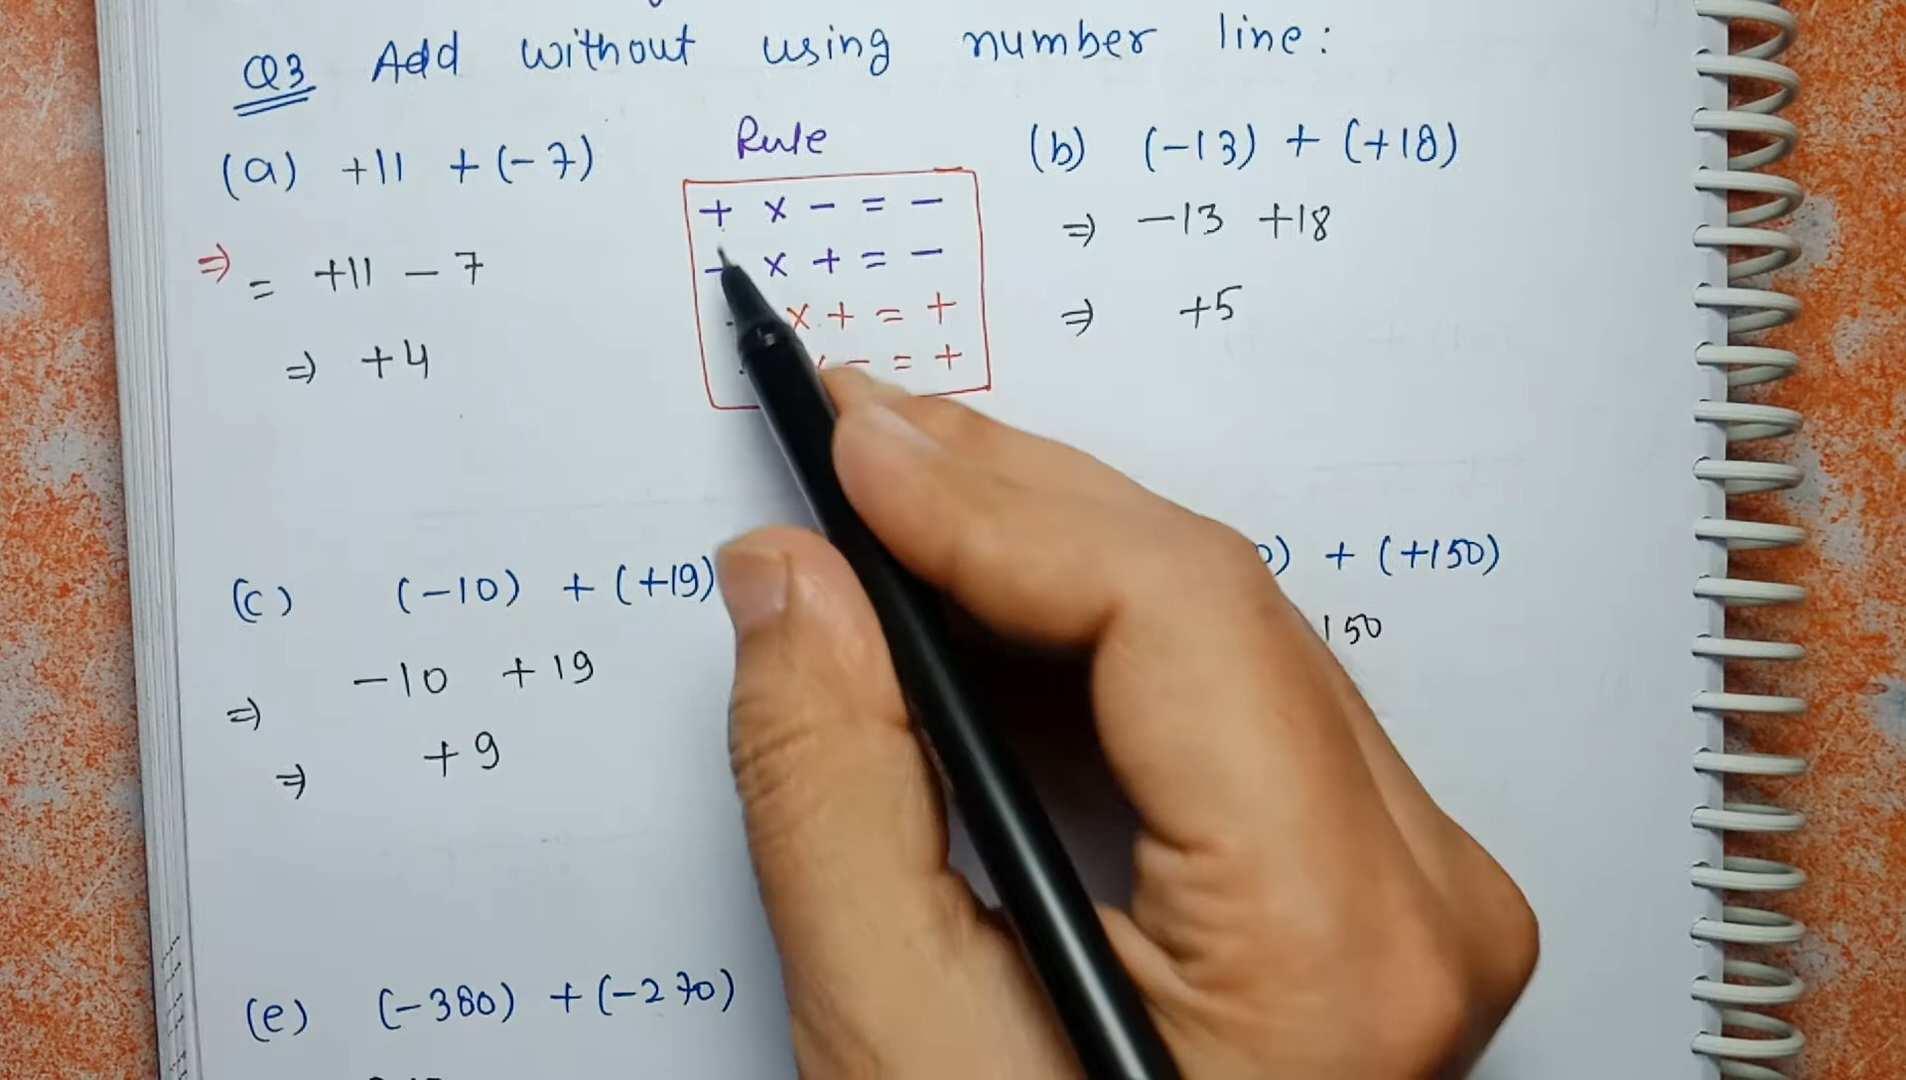 Q3 Add without using number line:
(a) +11 + (-7)
= +11 - 7
⇒ +4
Rule
+ × - = -
- × + = -
× + = +
- = +
(b) (-13) + (+18)
⇒ -13 +18
⇒ +5
(c) (-10) + (+19)
⇒ -10 +19
⇒ +9
) + (+150)
150
(e) (-380) + (-270)